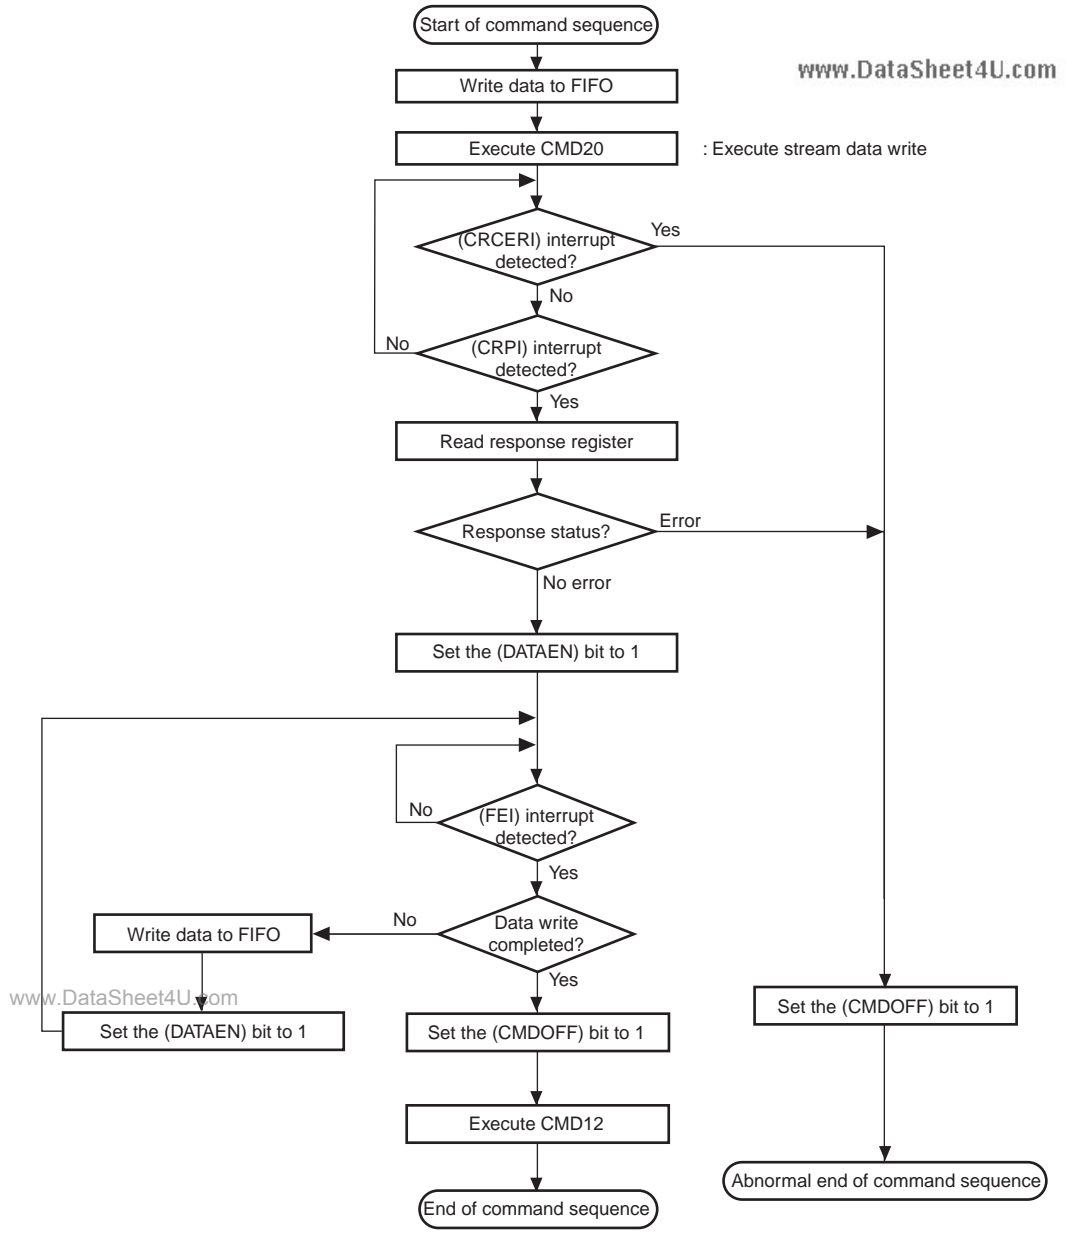 Start of command sequence
www.DataSheet4U.com
Write data to FIFO
Execute CMD20
: Execute stream data write
(CRCERI) interrupt
detected?
Yes
No
(CRPI) interrupt
detected?
No
Yes
Read response register
Response status?
Error
No error
Set the (DATAEN) bit to 1
(FEI) interrupt
detected?
No
Yes
Data write
completed?
No
Write data to FIFO
Yes
www.DataSheet4U.com
Set the (DATAEN) bit to 1
Set the (CMDOFF) bit to 1
Set the (CMDOFF) bit to 1
Execute CMD12
Abnormal end of command sequence
End of command sequence